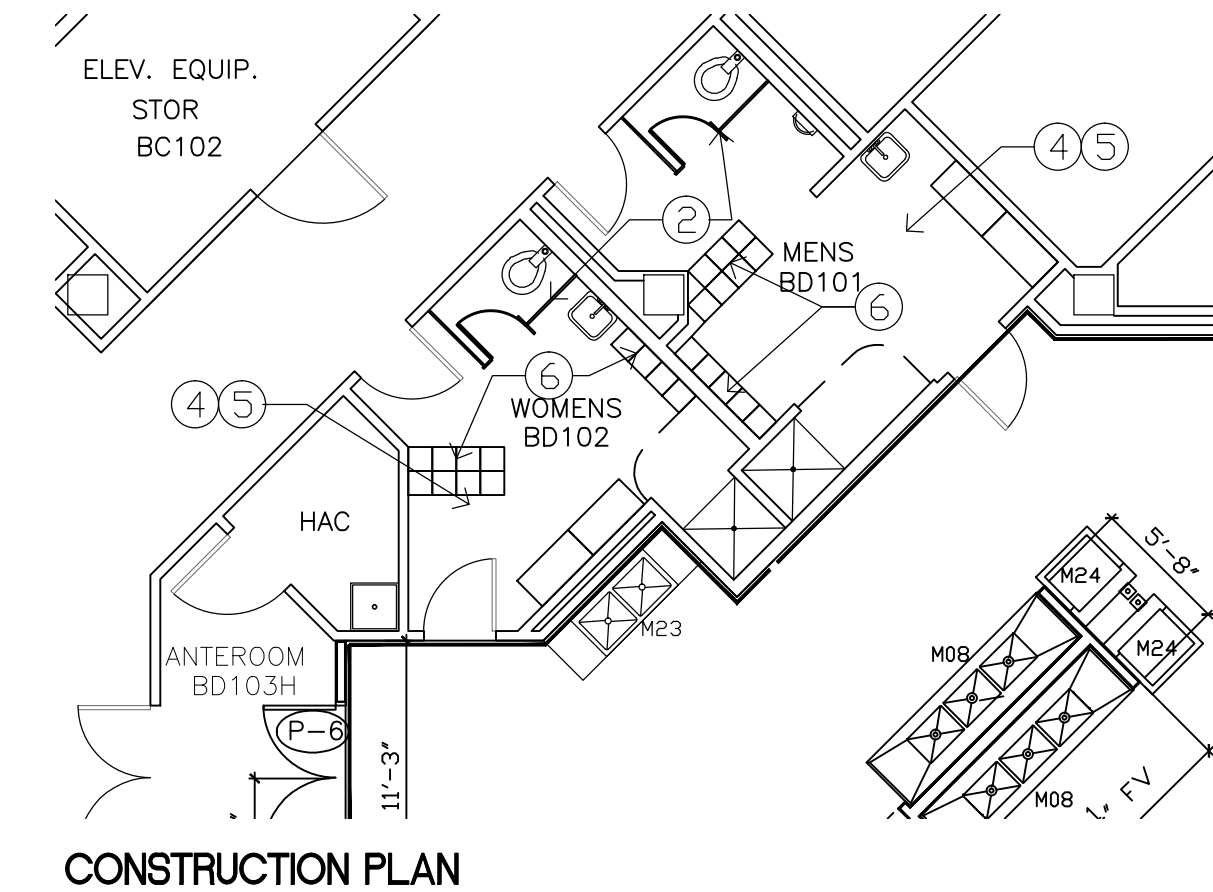 ELEV. EQUIP.
STOR
BC102
4 5
2
MENS
BD101
6
6
4 5
WOMENS
BD102
HAC
5'-8"
M24
M23
M24
M08
ANTEROOM
BD103H
P-6
11'-3"
M08
1" FV
CONSTRUCTION PLAN